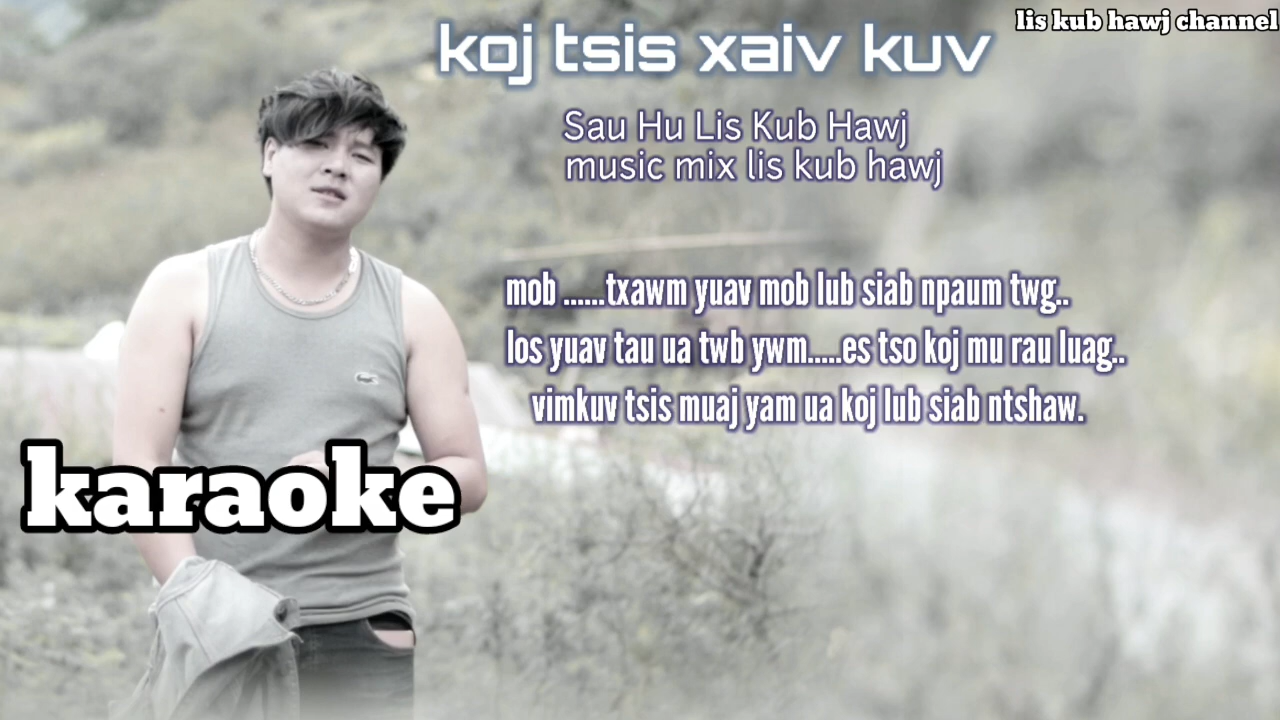 lis kub hawj channel
koj tsis xaiv kuv
Sau Hu Lis Kub Hawj
music mix lis kub hawj
mob ......txawm yuav mob lub siab npaum twg..
los yuav tau ua twb ywm.....es tso koj mu rau luag..
vimkuv tsis muaj yam ua koj lub siab ntshaw.
karaoke